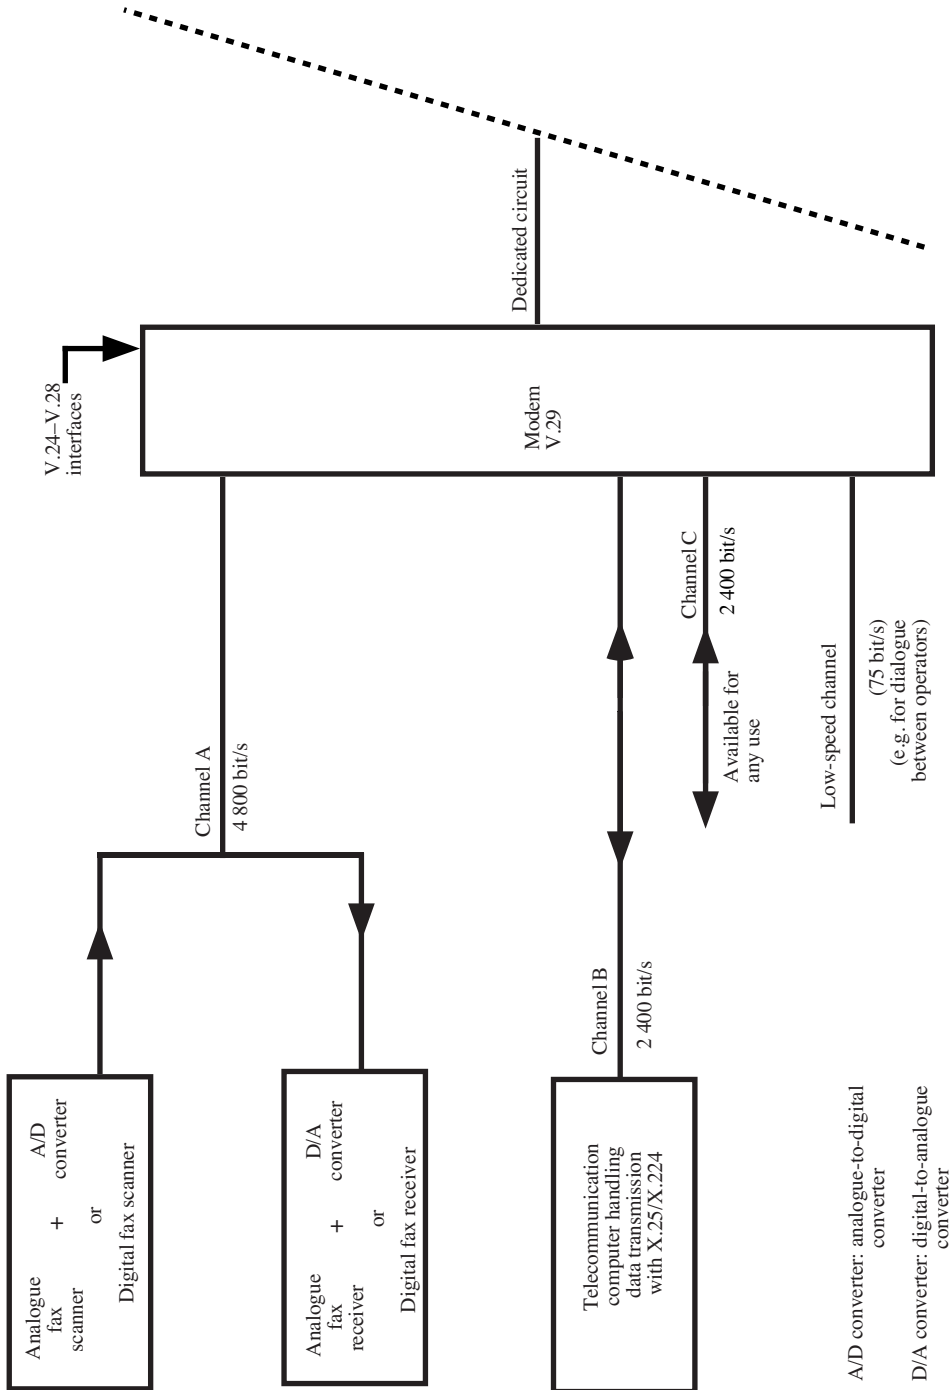 Analogue
fax
scanner
+
A/D
converter
or
Digital fax scanner
Analogue
fax
receiver
+
D/A
converter
or
Digital fax receiver
Telecommunication
computer handling
data transmission
with X.25/X.224
A/D converter: analogue-to-digital
converter
D/A converter: digital-to-analogue
converter
Channel A
4 800 bit/s
Channel B
2 400 bit/s
Available for
any use
Channel C
2 400 bit/s
Low-speed channel
(75 bit/s)
(e.g. for dialogue
between operators)
V.24–V.28
interfaces
Modem
V.29
Dedicated circuit